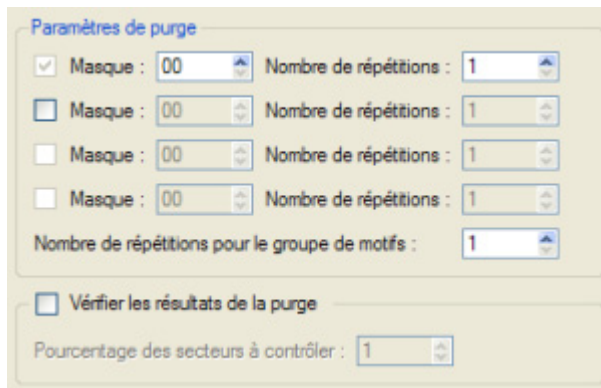 Paramètres de purge
Masque : 00 Nombre de répétitions : 1
Masque : 00 Nombre de répétitions : 1
Masque : 00 Nombre de répétitions : 1
Masque : 00 Nombre de répétitions : 1
Nombre de répétitions pour le groupe de motifs : 1
Vérifier les résultats de la purge
Pourcentage des secteurs à contrôler : 1